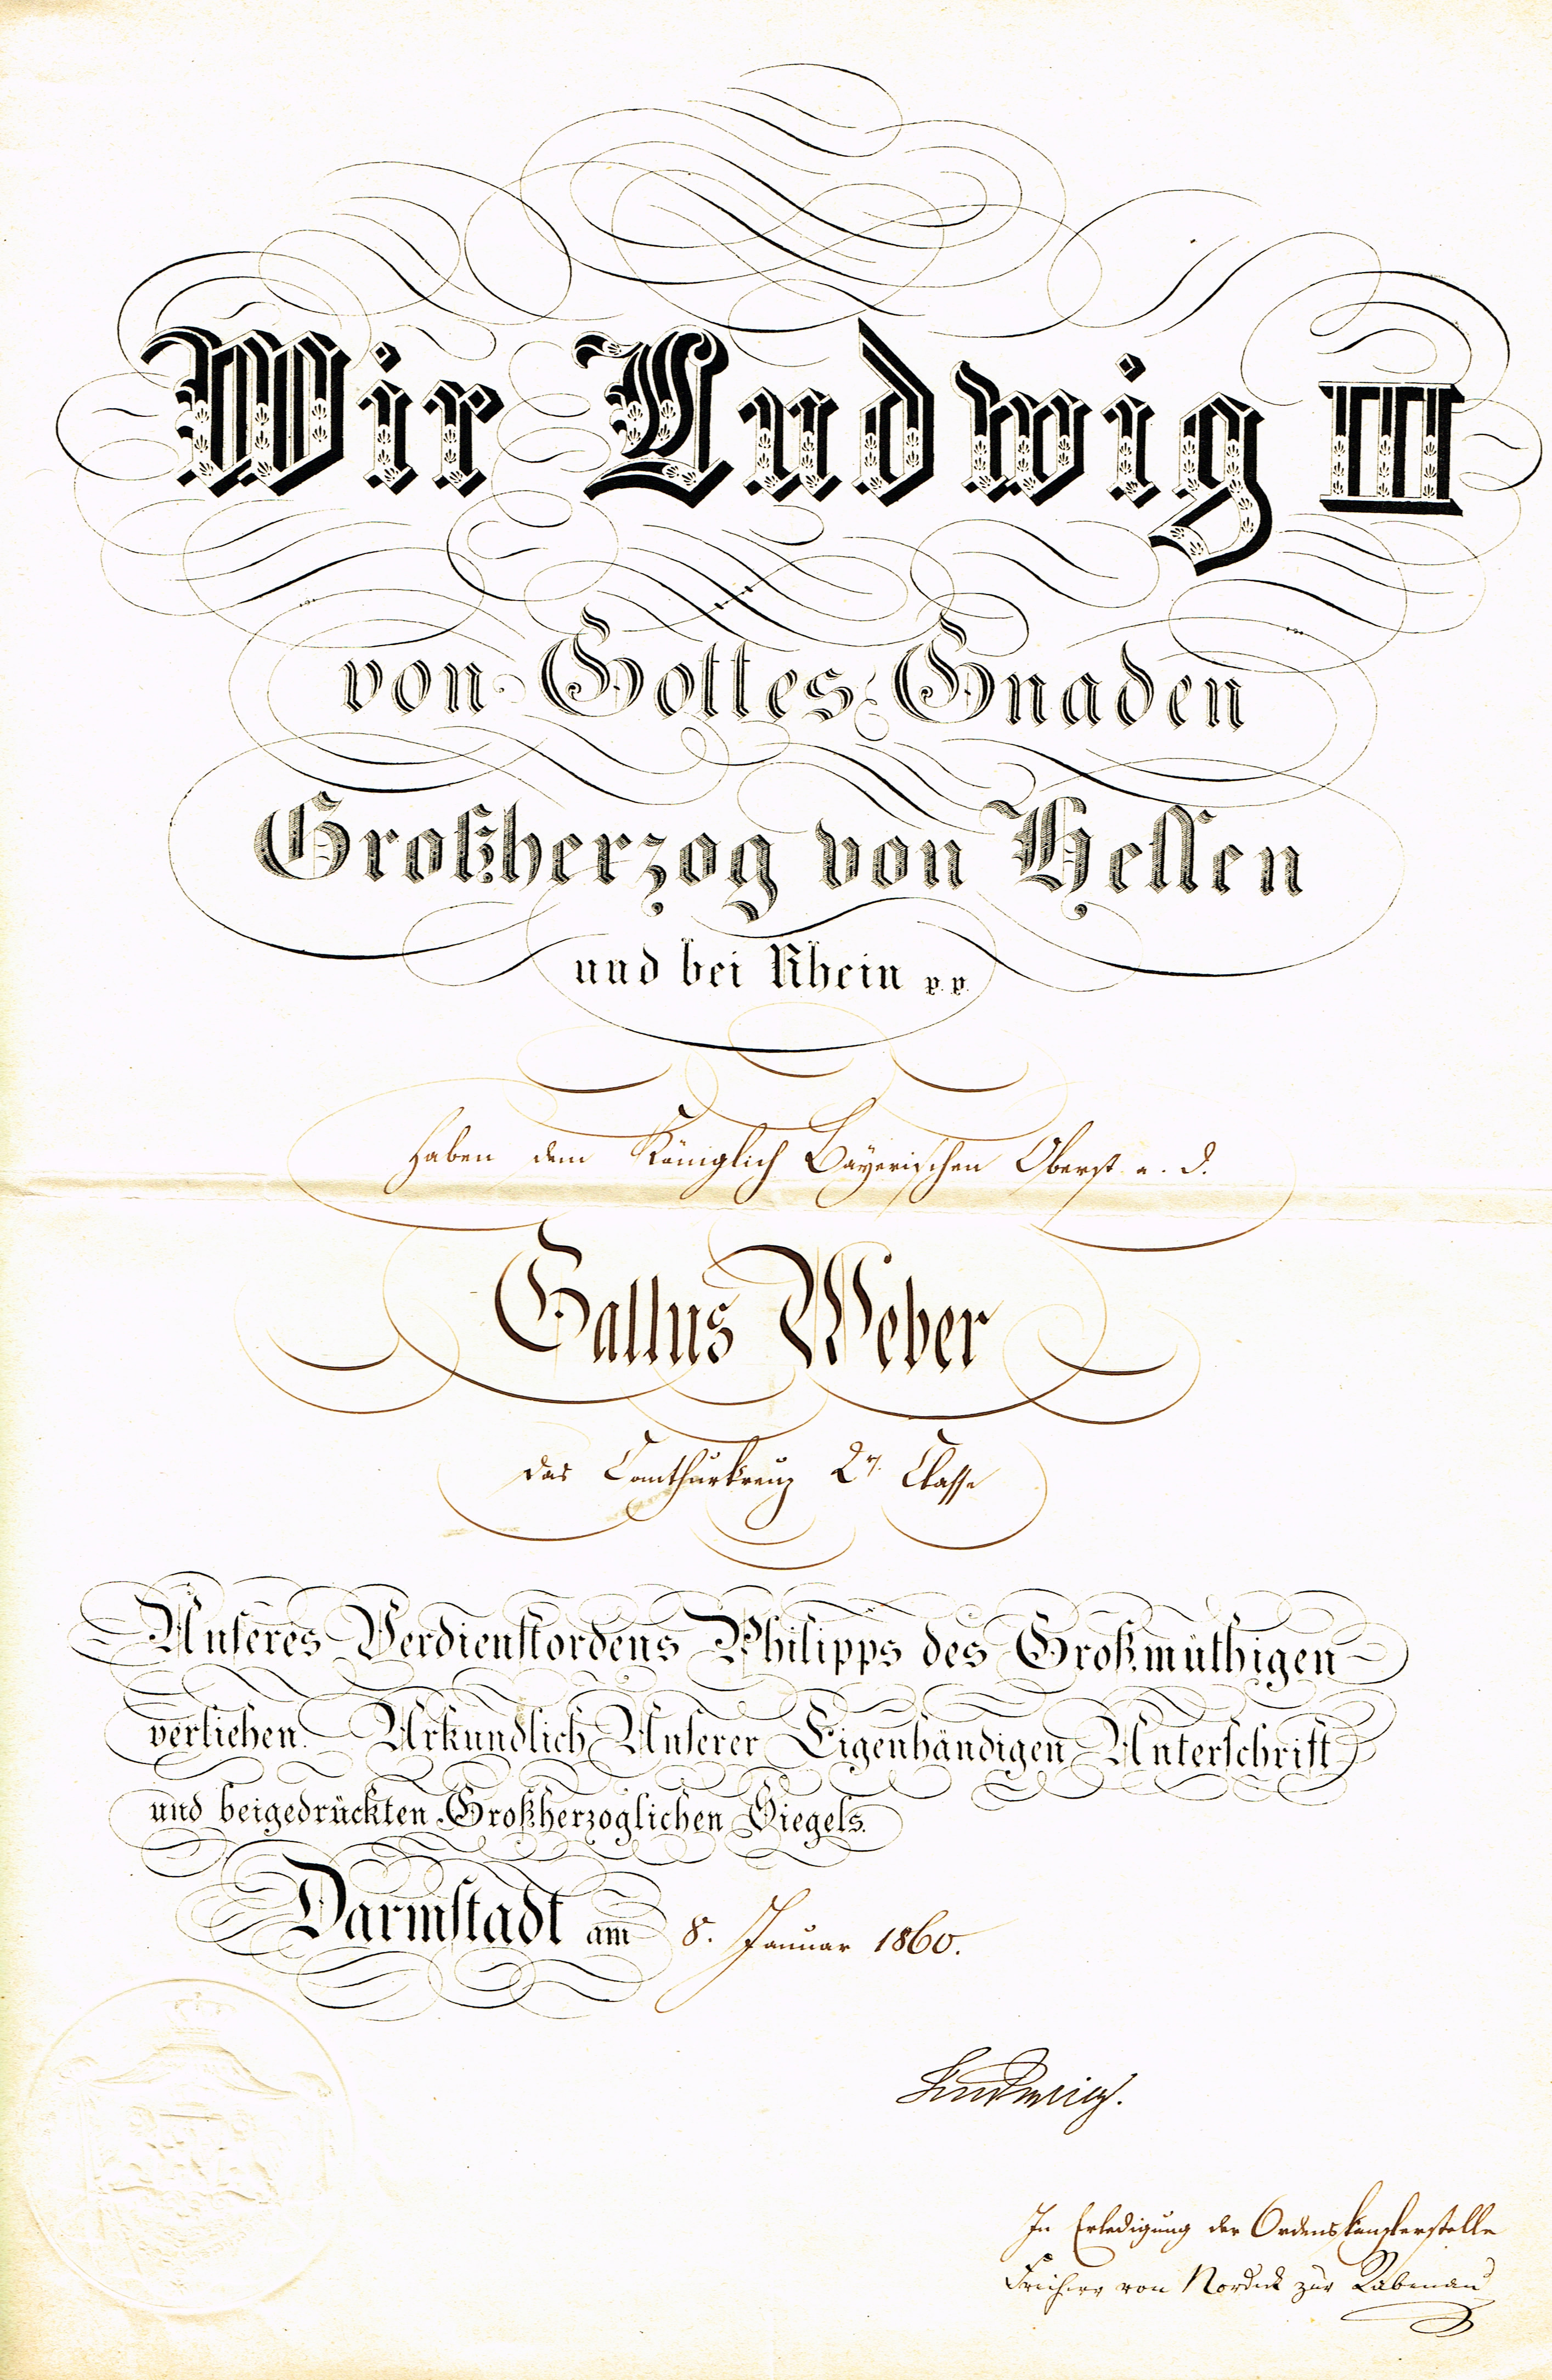 Wir Ludwig III
von Gottes Gnaden
Großherzog von Hessen
und bei Rhein p.p.
haben dem Königlich Bayerischen Oberst a. D.
Gallus Weber
das Comthurkreuz 2r. Classe
Unseres Verdienstordens Philipps des Großmüthigen
verliehen. Urkundlich Unserer Eigenhändigen Unterschrift
und beigedrückten Großherzoglichen Siegels.
Darmstadt am 8. Januar 1860.
Ludwig.
In Erledigung der Ordenskanzlerstelle
Freiherr von Nordeck zur Rabenau